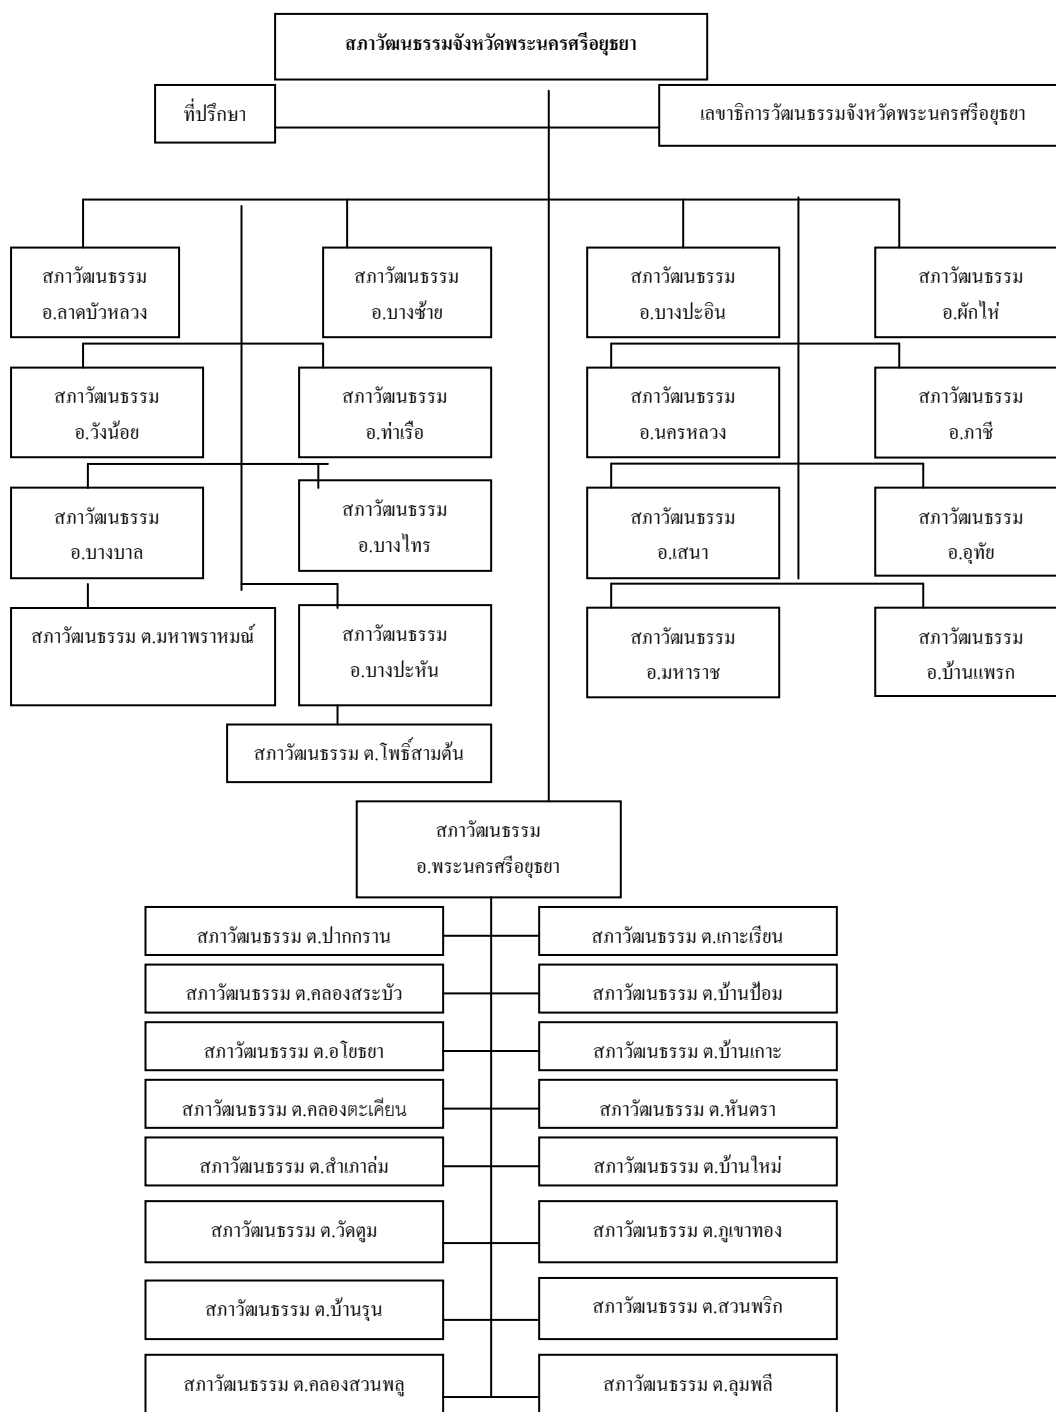 สภาวัฒนธรรมจังหวัดพระนครศรีอยุธยา
ที่ปรึกษา
เลขาธิการวัฒนธรรมจังหวัดพระนครศรีอยุธยา
สภาวัฒนธรรม
อ.ลาดบัวหลวง
สภาวัฒนธรรม
อ.บางซ้าย
สภาวัฒนธรรม
อ.บางปะอิน
สภาวัฒนธรรม
อ.ผักไห่
สภาวัฒนธรรม
อ.วังน้อย
สภาวัฒนธรรม
อ.ท่าเรือ
สภาวัฒนธรรม
อ.นครหลวง
สภาวัฒนธรรม
อ.ภาชี
สภาวัฒนธรรม
อ.บางบาล
สภาวัฒนธรรม
อ.บางไทร
สภาวัฒนธรรม
อ.เสนา
สภาวัฒนธรรม
อ.อุทัย
สภาวัฒนธรรม ต.มหาพราหมณ์
สภาวัฒนธรรม
อ.บางปะหัน
สภาวัฒนธรรม
อ.มหาราช
สภาวัฒนธรรม
อ.บ้านแพรก
สภาวัฒนธรรม ต.โพธิ์สามต้น
สภาวัฒนธรรม
อ.พระนครศรีอยุธยา
สภาวัฒนธรรม ต.ปากกราน
สภาวัฒนธรรม ต.เกาะเรียน
สภาวัฒนธรรม ต.คลองสระบัว
สภาวัฒนธรรม ต.บ้านป้อม
สภาวัฒนธรรม ต.อโยธยา
สภาวัฒนธรรม ต.บ้านเกาะ
สภาวัฒนธรรม ต.คลองตะเคียน
สภาวัฒนธรรม ต.หันตรา
สภาวัฒนธรรม ต.สำเภาล่ม
สภาวัฒนธรรม ต.บ้านใหม่
สภาวัฒนธรรม ต.วัดตูม
สภาวัฒนธรรม ต.ภูเขาทอง
สภาวัฒนธรรม ต.บ้านรุน
สภาวัฒนธรรม ต.สวนพริก
สภาวัฒนธรรม ต.คลองสวนพลู
สภาวัฒนธรรม ต.ลุมพลี